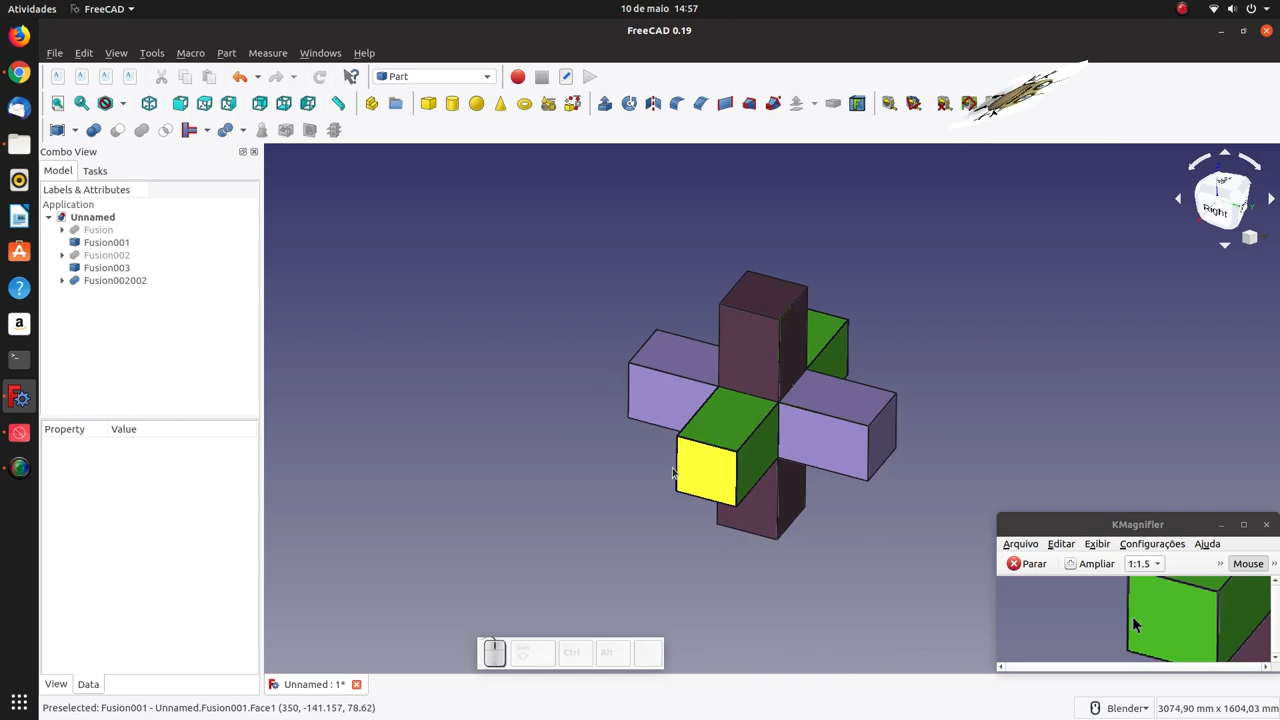 Atividades FreeCAD 10 de maio 14:57
FreeCAD 0.19
File Edit View Tools Macro Part Measure Windows Help
Part
Combo View
Model Tasks
Labels & Attributes
Application
Unnamed
Fusion
Fusion001
Fusion002
Fusion003
Fusion002002
Property Value
Right
KMagnifier
Arquivo Editar Exibir Configurações Ajuda
Parar Ampliar 1:1.5 » Mouse »
Shift Ctrl Alt
View Data
Unnamed : 1*
Preselected: Fusion001 - Unnamed.Fusion001.Face1 (350, -141.157, 78.62)
Blender 3074,90 mm x 1604,03 mm